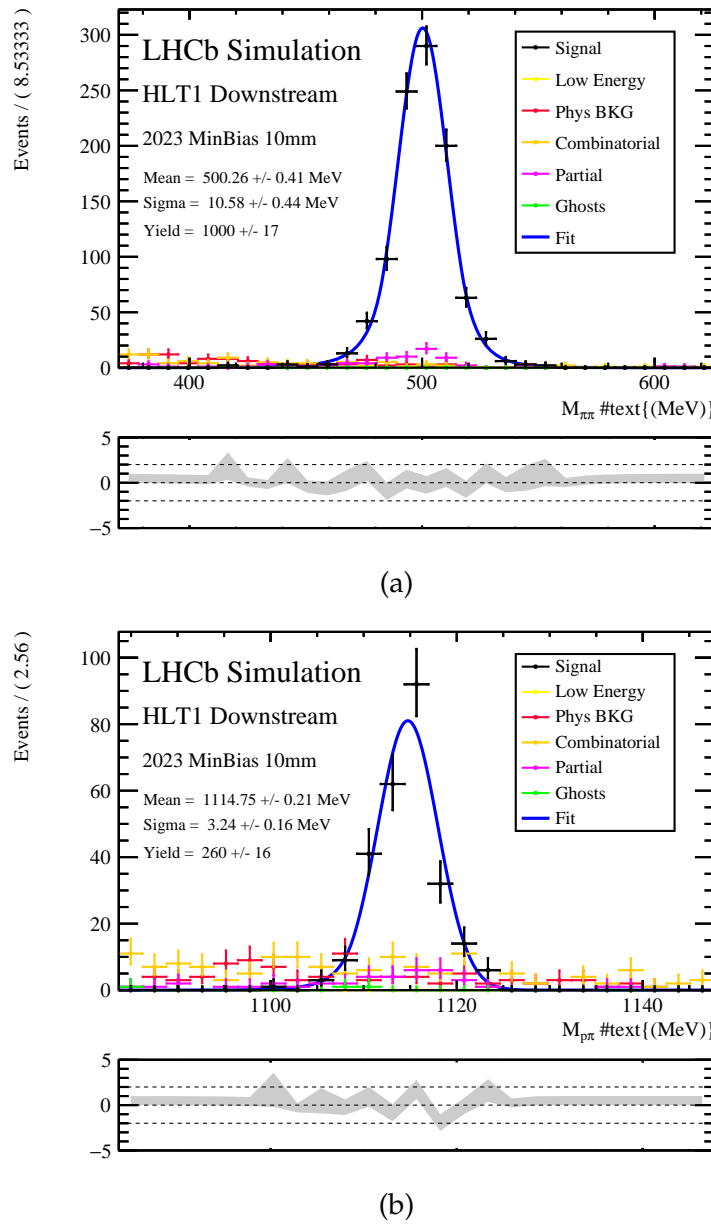 Events / ( 8.53333 )
300
250
200
150
100
50
0
LHCb Simulation
HLT1 Downstream
2023 MinBias 10mm
Mean = 500.26 +/- 0.41 MeV
Sigma = 10.58 +/- 0.44 MeV
Yield = 1000 +/- 17
Signal
Low Energy
Phys BKG
Combinatorial
Partial
Ghosts
Fit
400 500 600
Mππ #text{(MeV)}
5
0
−5
(a)
Events / ( 2.56 )
100
80
60
40
20
0
LHCb Simulation
HLT1 Downstream
2023 MinBias 10mm
Mean = 1114.75 +/- 0.21 MeV
Sigma = 3.24 +/- 0.16 MeV
Yield = 260 +/- 16
Signal
Low Energy
Phys BKG
Combinatorial
Partial
Ghosts
Fit
1100 1120 1140
Mpπ #text{(MeV)}
5
0
−5
(b)